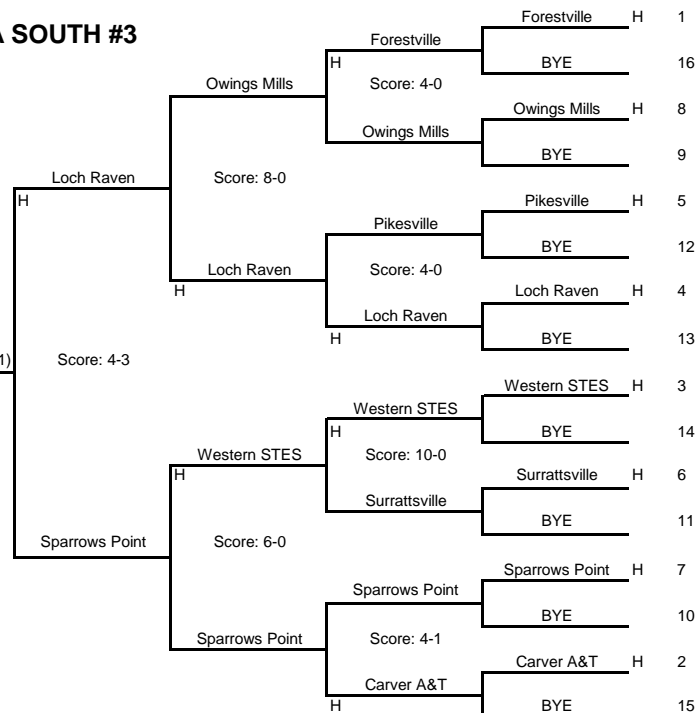 A SOUTH #3
Forestville H 1
Forestville
H
BYE 16
Owings Mills
Score: 4-0
Owings Mills H 8
Owings Mills
BYE 9
Loch Raven
H
Score: 8-0
Pikesville H 5
Pikesville
BYE 12
Loch Raven
H
Score: 4-0
Loch Raven H 4
Loch Raven
H
BYE 13
1)
Score: 4-3
Western STES H 3
Western STES
H
BYE 14
Western STES
H
Score: 10-0
Surrattsville H 6
Surrattsville
BYE 11
Sparrows Point
Score: 6-0
Sparrows Point H 7
Sparrows Point
BYE 10
Sparrows Point
Score: 4-1
Carver A&T H 2
Carver A&T
H
BYE 15